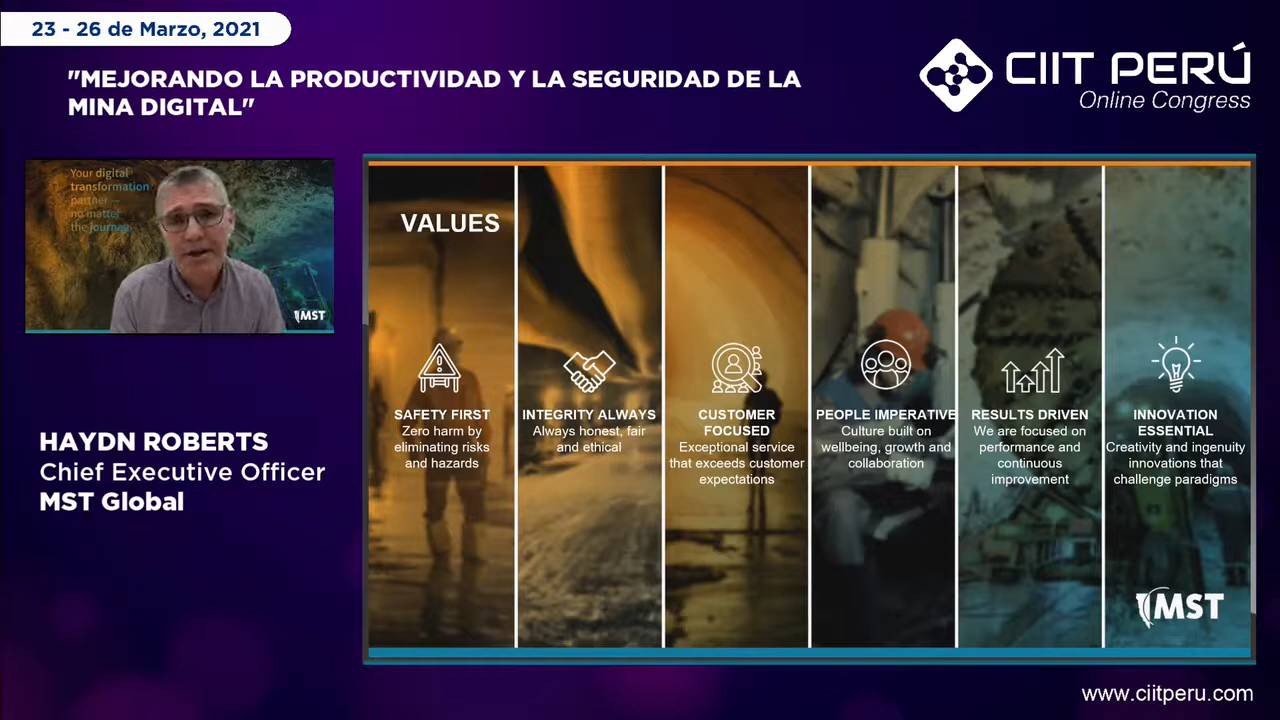 23 - 26 de Marzo, 2021
"MEJORANDO LA PRODUCTIVIDAD Y LA SEGURIDAD DE LA
MINA DIGITAL"
CIIT PERÚ
Online Congress
Your digital
transformation
partner –
no matter
the journey
MST
HAYDN ROBERTS
Chief Executive Officer
MST Global
VALUES
SAFETY FIRST
Zero harm by
eliminating risks
and hazards
INTEGRITY ALWAYS
Always honest, fair
and ethical
CUSTOMER
FOCUSED
Exceptional service
that exceeds customer
expectations
PEOPLE IMPERATIVE
Culture built on
wellbeing, growth and
collaboration
RESULTS DRIVEN
We are focused on
performance and
continuous
improvement
INNOVATION
ESSENTIAL
Creativity and ingenuity
innovations that
challenge paradigms
MST
www.ciitperu.com